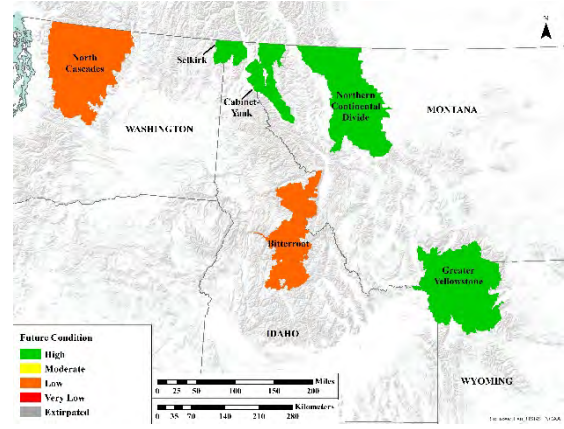 N
North
Cascades
Selkirk
Cabinet-
Yaak
Northern
Continental
Divide
MONTANA
WASHINGTON
Bitterroot
Greater
Yellowstone
IDAHO
WYOMING
Future Condition
High
Moderate
Low
Very Low
Extirpated
Miles
0 25 50 100 150 200
Kilometers
0 35 70 140 210 280